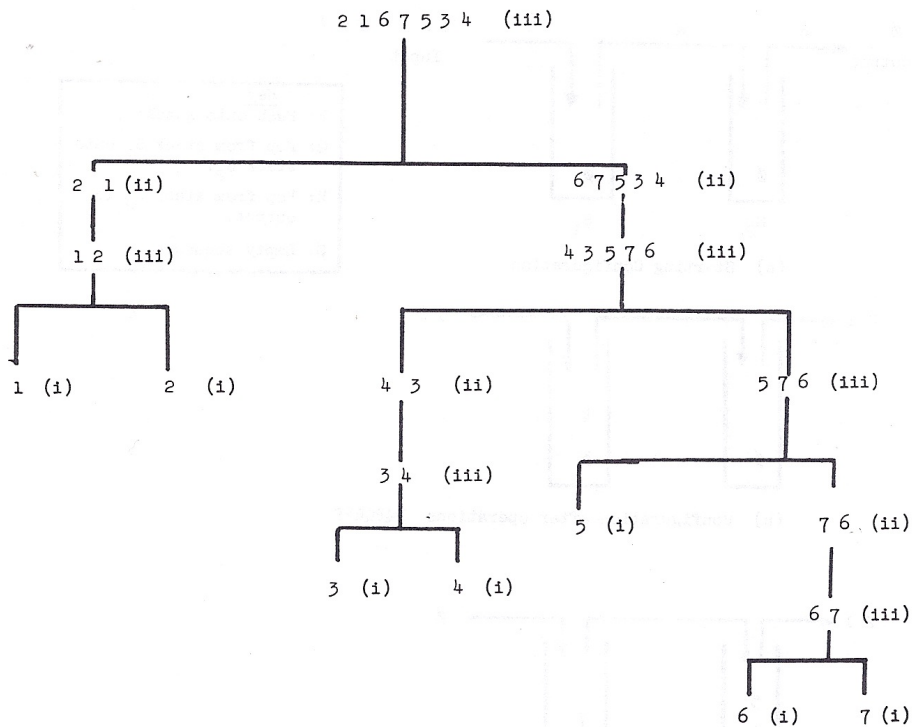 2 1 6 7 5 3 4 (iii)
2 1 (ii) 6 7 5 3 4 (ii)
1 2 (iii) 4 3 5 7 6 (iii)
1 (i) 2 (i) 4 3 (ii) 5 7 6 (iii)
3 4 (iii)
5 (i) 7 6 (ii)
3 (i) 4 (i)
6 7 (iii)
6 (i) 7 (i)